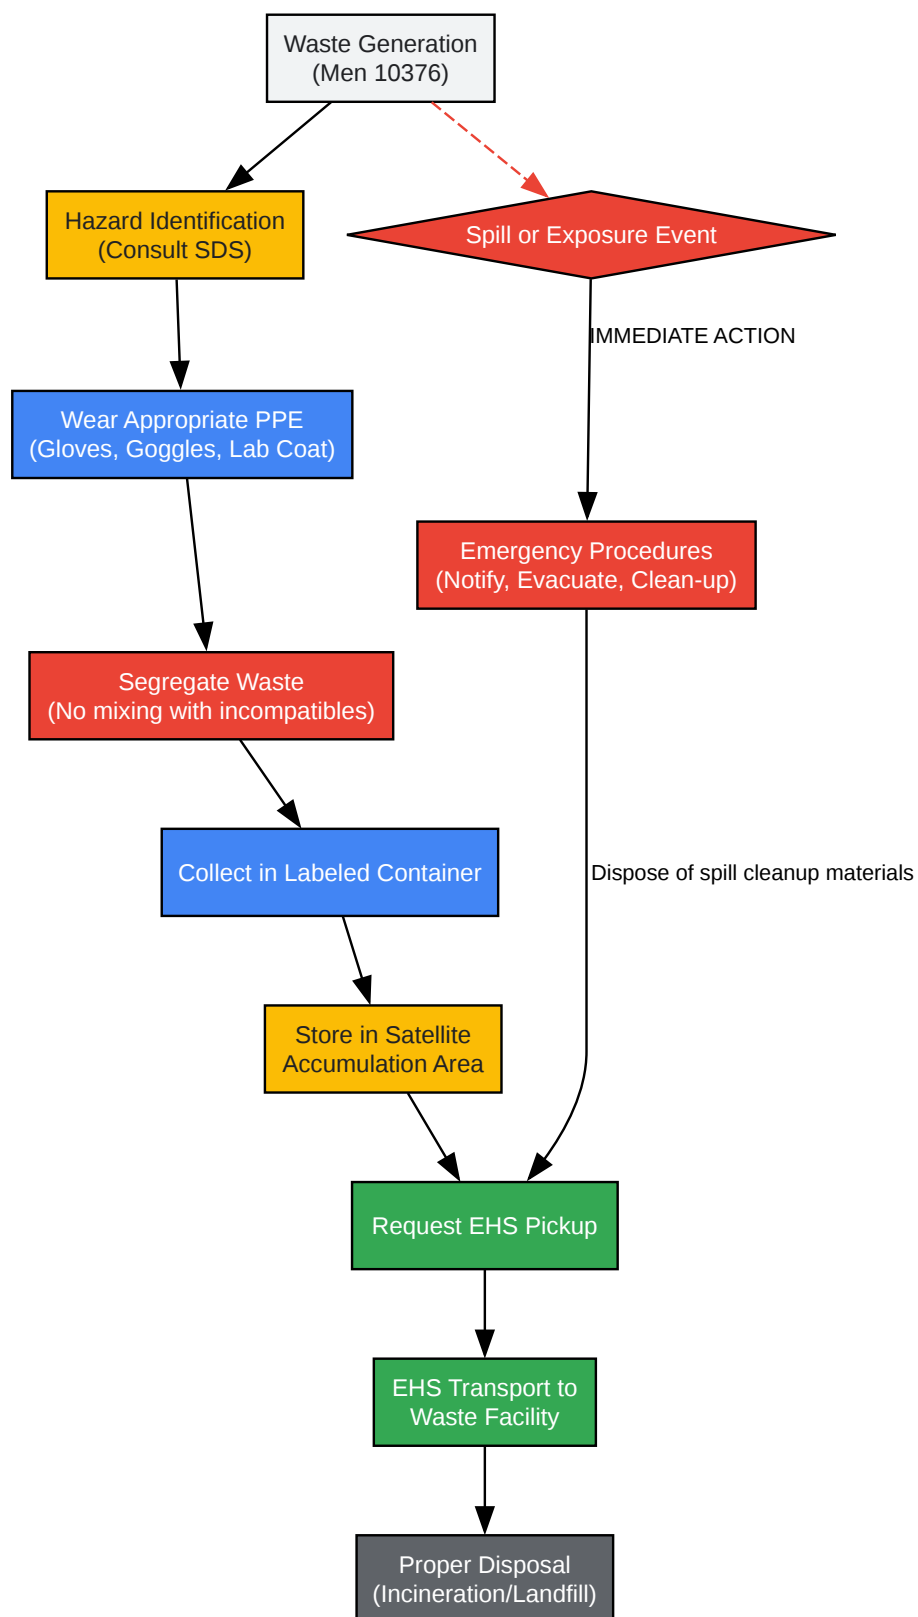 Waste Generation
(Men 10376)
Hazard Identification
(Consult SDS)
Spill or Exposure Event
IMMEDIATE ACTION
Wear Appropriate PPE
(Gloves, Goggles, Lab Coat)
Emergency Procedures
(Notify, Evacuate, Clean-up)
Segregate Waste
(No mixing with incompatibles)
Collect in Labeled Container
Dispose of spill cleanup materials
Store in Satellite
Accumulation Area
Request EHS Pickup
EHS Transport to
Waste Facility
Proper Disposal
(Incineration/Landfill)